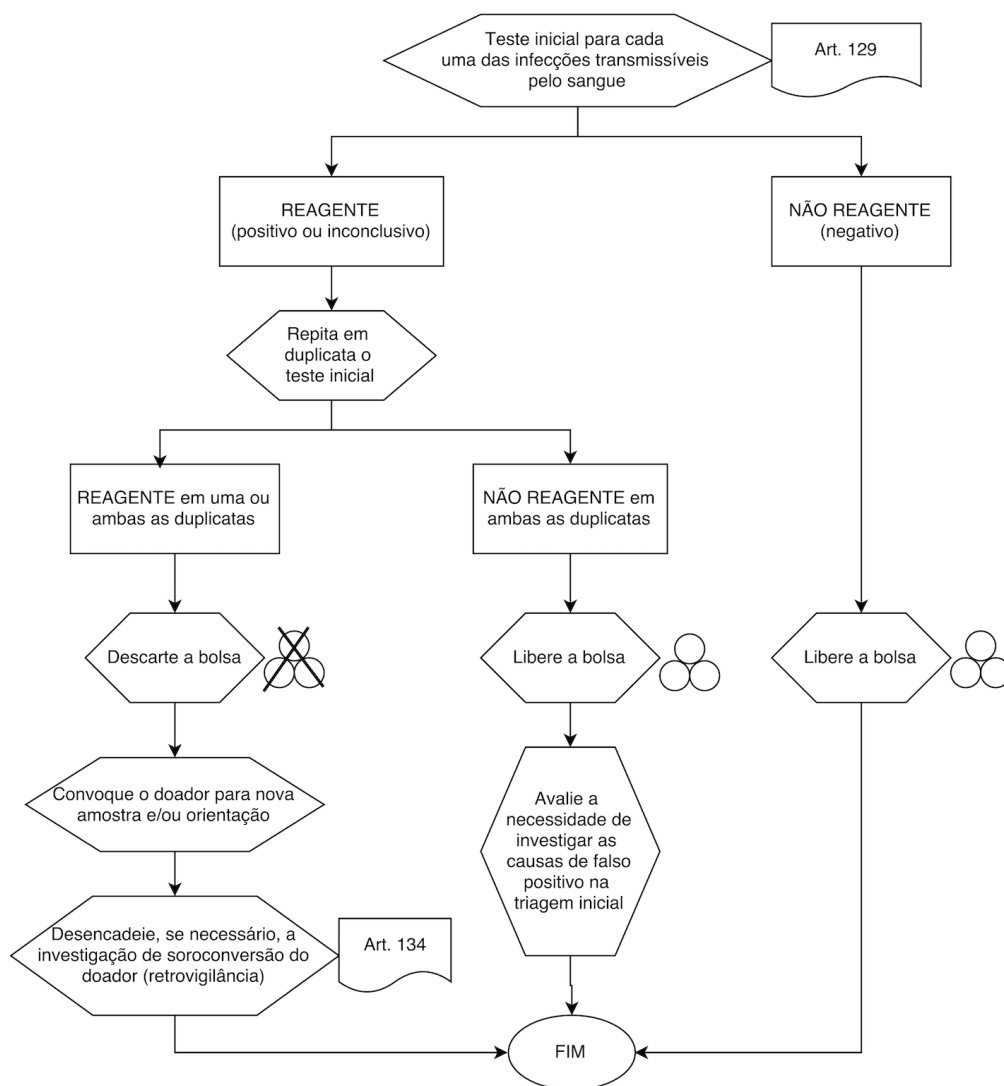 Teste inicial para cada
uma das infecções transmissíveis
pelo sangue
Art. 129
REAGENTE
(positivo ou inconclusivo)
NÃO REAGENTE
(negativo)
Repita em
duplicata o
teste inicial
REAGENTE em uma ou
ambas as duplicatas
NÃO REAGENTE em
ambas as duplicatas
Descarte a bolsa
Libere a bolsa
Libere a bolsa
Convoque o doador para nova
amostra e/ou orientação
Avalie a
necessidade de
investigar as
causas de falso
positivo na
triagem inicial
Desencadeie, se necessário, a
investigação de soroconversão do
doador (retrovigilância)
Art. 134
FIM